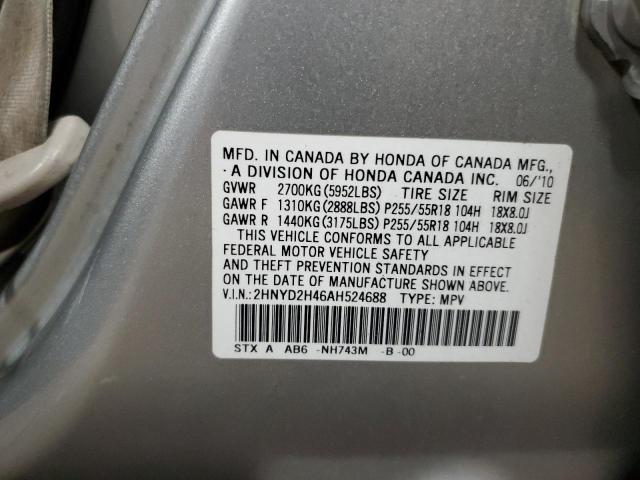 MFD. IN CANADA BY HONDA OF CANADA MFG.,
A DIVISION OF HONDA CANADA INC. 06/'10
GVWR 2700KG(5952LBS) TIRE SIZE RIM SIZE
GAWR F 1310KG(2888LBS) P255/55R18 104H 18X8.0J
GAWR R 1440KG(3175LBS) P255/55R18 104H 18X8.0J
THIS VEHICLE CONFORMS TO ALL APPLICABLE
FEDERAL MOTOR VEHICLE SAFETY
AND THEFT PREVENTION STANDARDS IN EFFECT
ON THE DATE OF MANUFACTURE SHOWN ABOVE.
V.I.N.: 2HNYD2H46AH524688 TYPE: MPV
STX A AB6 -NH743M -B -00